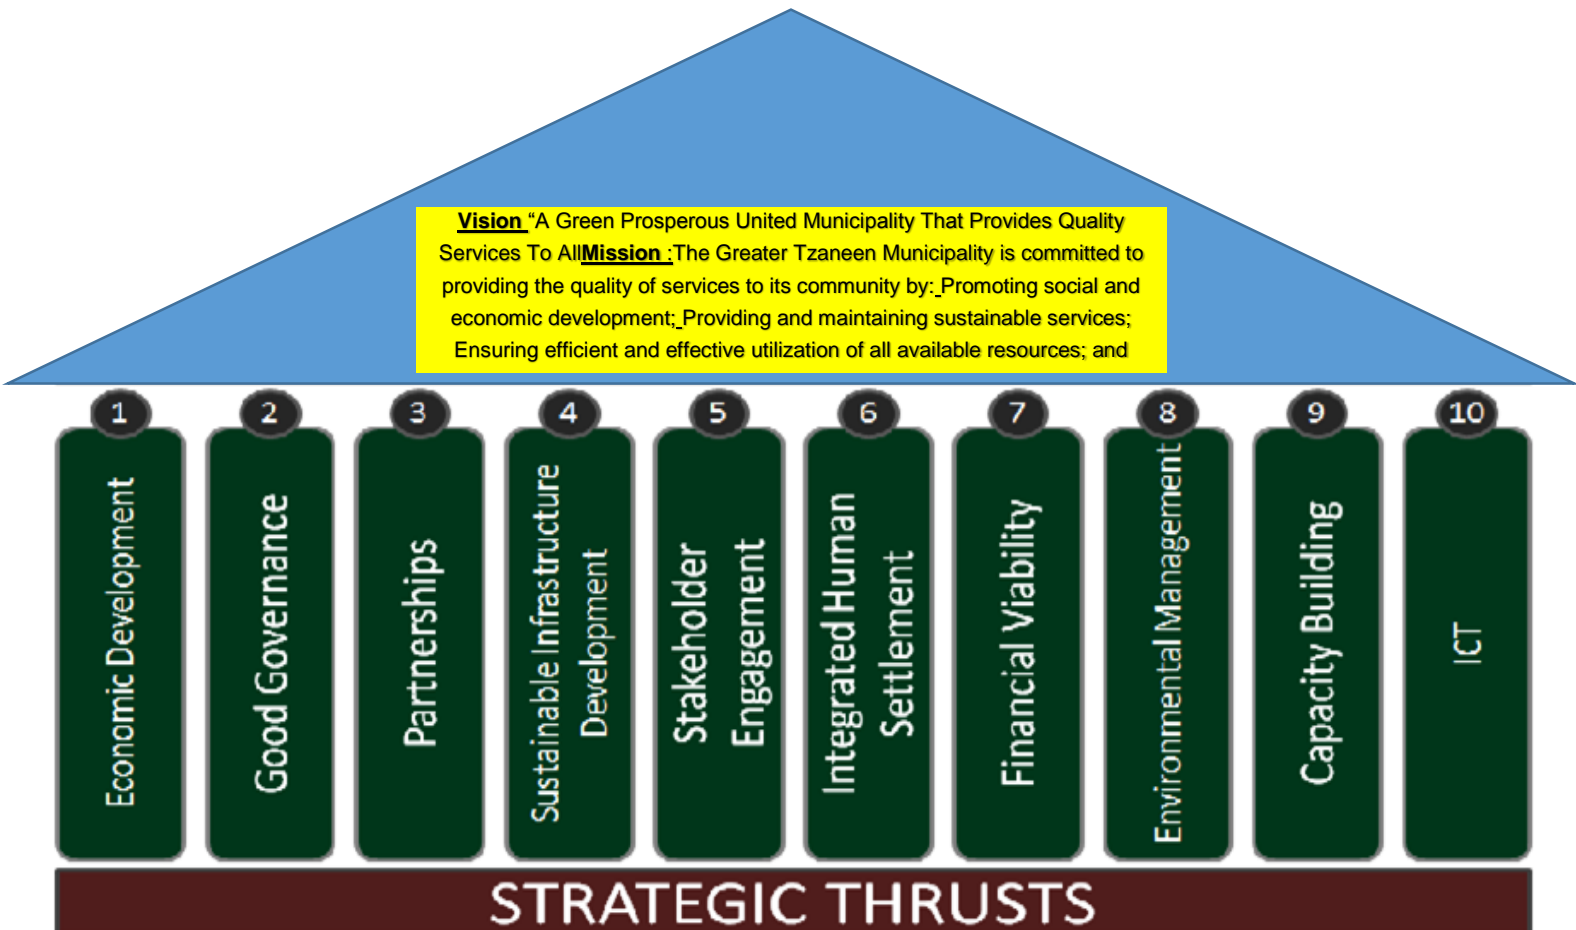 Vision “A Green Prosperous United Municipality That Provides Quality
Services To AllMission :The Greater Tzaneen Municipality is committed to
providing the quality of services to its community by: Promoting social and
economic development; Providing and maintaining sustainable services;
Ensuring efficient and effective utilization of all available resources; and
1
Economic Development
2
Good Governance
3
Partnerships
4
Sustainable Infrastructure
Development
5
Stakeholder
Engagement
6
Integrated Human
Settlement
7
Financial Viability
8
Environmental Management
9
Capacity Building
10
ICT
STRATEGIC THRUSTS